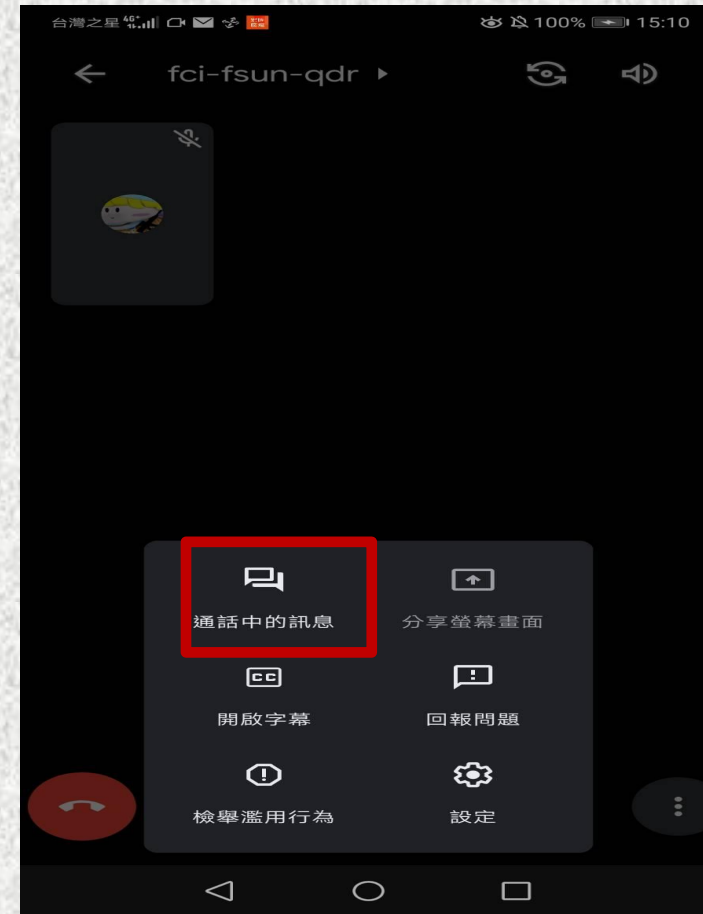 台灣之星 4G+ 100% 15:10
fci-fsun-qdr
通話中的訊息 分享螢幕畫面
CC
開啟字幕 回報問題
檢舉濫用行為 設定